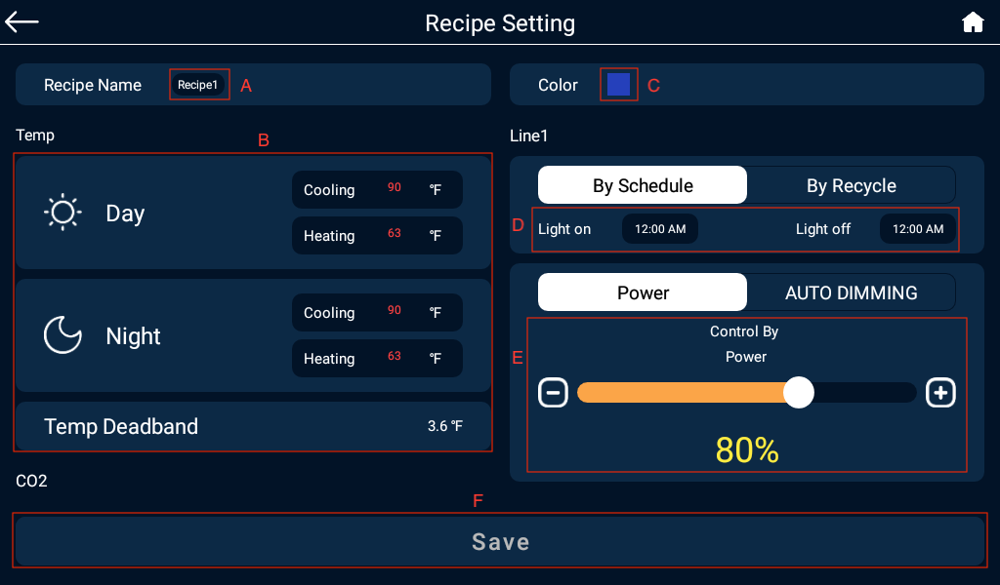 Recipe Setting
Recipe Name Recipe1 A
Color C
Temp
B
Day
Cooling 90 °F
Heating 63 °F
Night
Cooling 90 °F
Heating 63 °F
Temp Deadband 3.6 °F
CO2
Line1
By Schedule By Recycle
D Light on 12:00 AM Light off 12:00 AM
Power AUTO DIMMING
Control By
E Power
80%
F
Save